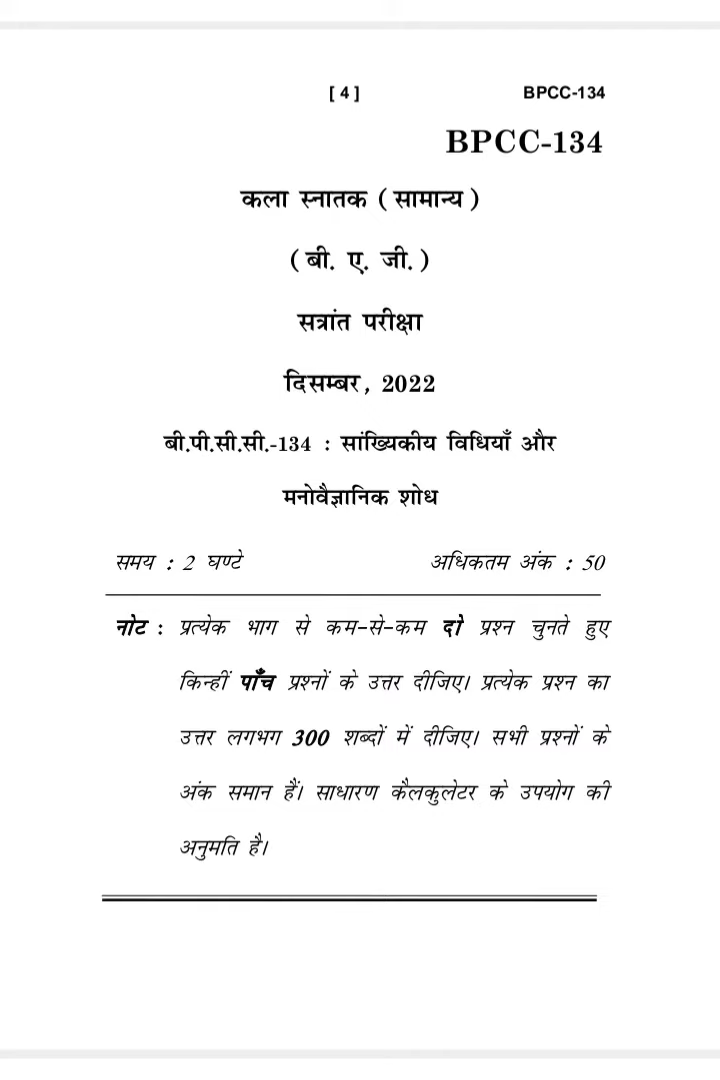 [ 4 ] BPCC-134
BPCC-134
कला स्नातक ( सामान्य )
( बी. ए. जी. )
सत्रांत परीक्षा
दिसम्बर, 2022
बी.पी.सी.सी.-134 : सांख्यिकीय विधियाँ और
मनोवैज्ञानिक शोध
समय : 2 घण्टे अधिकतम अंक : 50
नोट : प्रत्येक भाग से कम-से-कम दो प्रश्न चुनते हुए
किन्हीं पाँच प्रश्नों के उत्तर दीजिए। प्रत्येक प्रश्न का
उत्तर लगभग 300 शब्दों में दीजिए। सभी प्रश्नों के
अंक समान हैं। साधारण कैलकुलेटर के उपयोग की
अनुमति है।